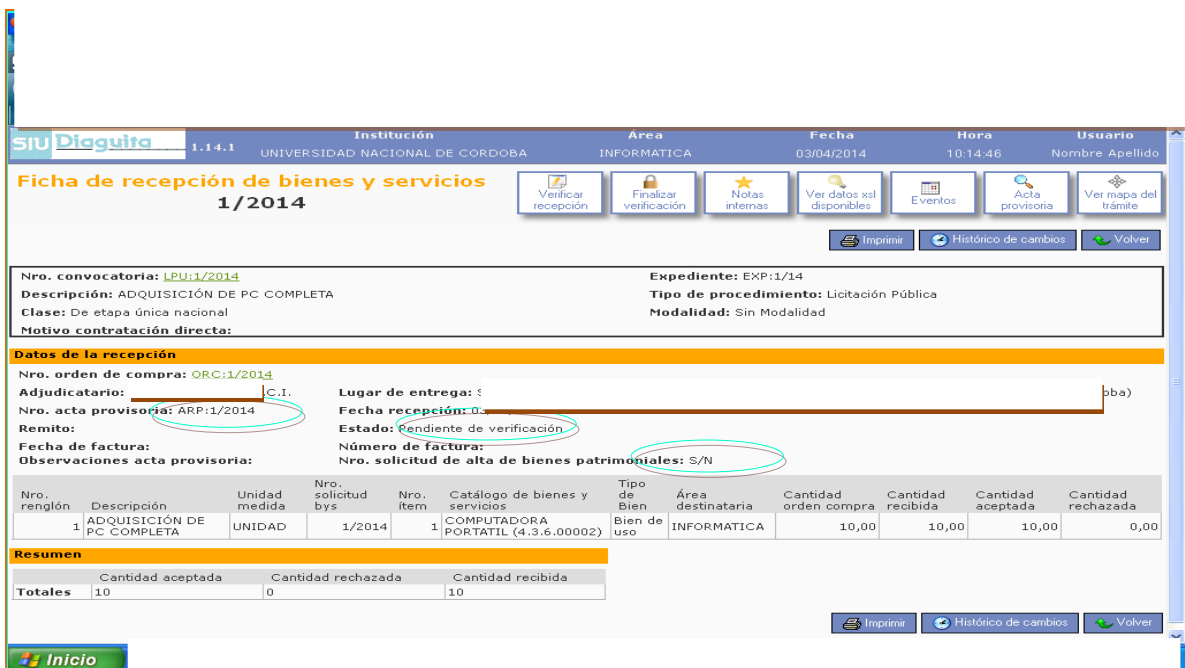 SIU Diaguita 1.14.1
Institución Área Fecha Hora Usuario
UNIVERSIDAD NACIONAL DE CORDOBA INFORMATICA 03/04/2014 10:14:46 Nombre Apellido
Ficha de recepción de bienes y servicios
1/2014
Verificar recepción
Finalizar verificación
Notas internas
Ver datos xsl disponibles
Eventos
Acta provisoria
Ver mapa del trámite
Imprimir Histórico de cambios Volver
Nro. convocatoria: LPU:1/2014 Expediente: EXP:1/14
Descripción: ADQUISICIÓN DE PC COMPLETA Tipo de procedimiento: Licitación Pública
Clase: De etapa única nacional Modalidad: Sin Modalidad
Motivo contratación directa:
Datos de la recepción
Nro. orden de compra: ORC:1/2014
Adjudicatario: .C.I. Lugar de entrega: oba)
Nro. acta provisoria: ARP:1/2014 Fecha recepción:
Remito: Estado: Pendiente de verificación
Fecha de factura: Número de factura:
Observaciones acta provisoria: Nro. solicitud de alta de bienes patrimoniales: S/N
Nro. renglón Descripción Unidad medida Nro. solicitud bys Nro. ítem Catálogo de bienes y servicios Tipo de Bien Área destinataria Cantidad orden compra Cantidad recibida Cantidad aceptada Cantidad rechazada
1 ADQUISICIÓN DE PC COMPLETA UNIDAD 1/2014 1 COMPUTADORA PORTATIL (4.3.6.00002) Bien de uso INFORMATICA 10,00 10,00 10,00 0,00
Resumen
Cantidad aceptada Cantidad rechazada Cantidad recibida
Totales 10 0 10
Imprimir Histórico de cambios Volver
Inicio